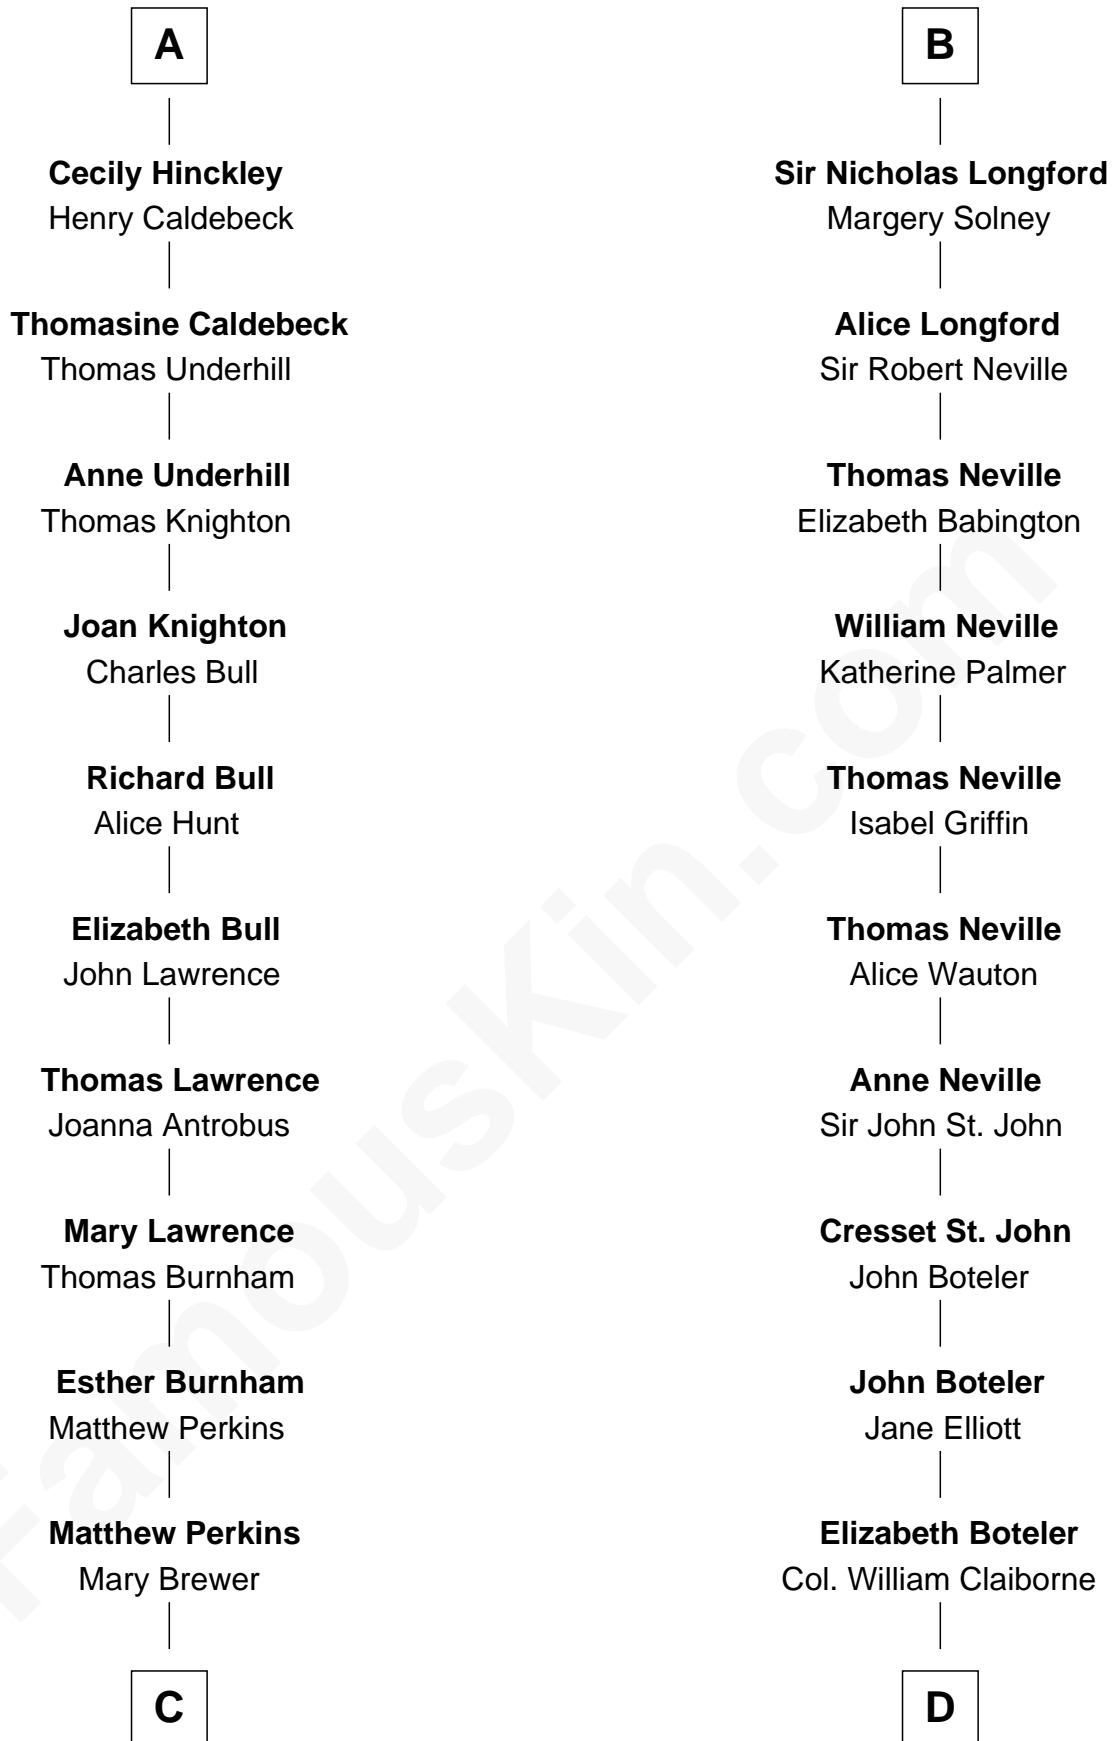 A
Cecily Hinckley
Henry Caldebeck
Thomasine Caldebeck
Thomas Underhill
Anne Underhill
Thomas Knighton
Joan Knighton
Charles Bull
Richard Bull
Alice Hunt
Elizabeth Bull
John Lawrence
Thomas Lawrence
Joanna Antrobus
Mary Lawrence
Thomas Burnham
Esther Burnham
Matthew Perkins
Matthew Perkins
Mary Brewer
C
B
Sir Nicholas Longford
Margery Solney
Alice Longford
Sir Robert Neville
Thomas Neville
Elizabeth Babington
William Neville
Katherine Palmer
Thomas Neville
Isabel Griffin
Thomas Neville
Alice Wauton
Anne Neville
Sir John St. John
Cresset St. John
John Boteler
John Boteler
Jane Elliott
Elizabeth Boteler
Col. William Claiborne
D
FamousKin.com